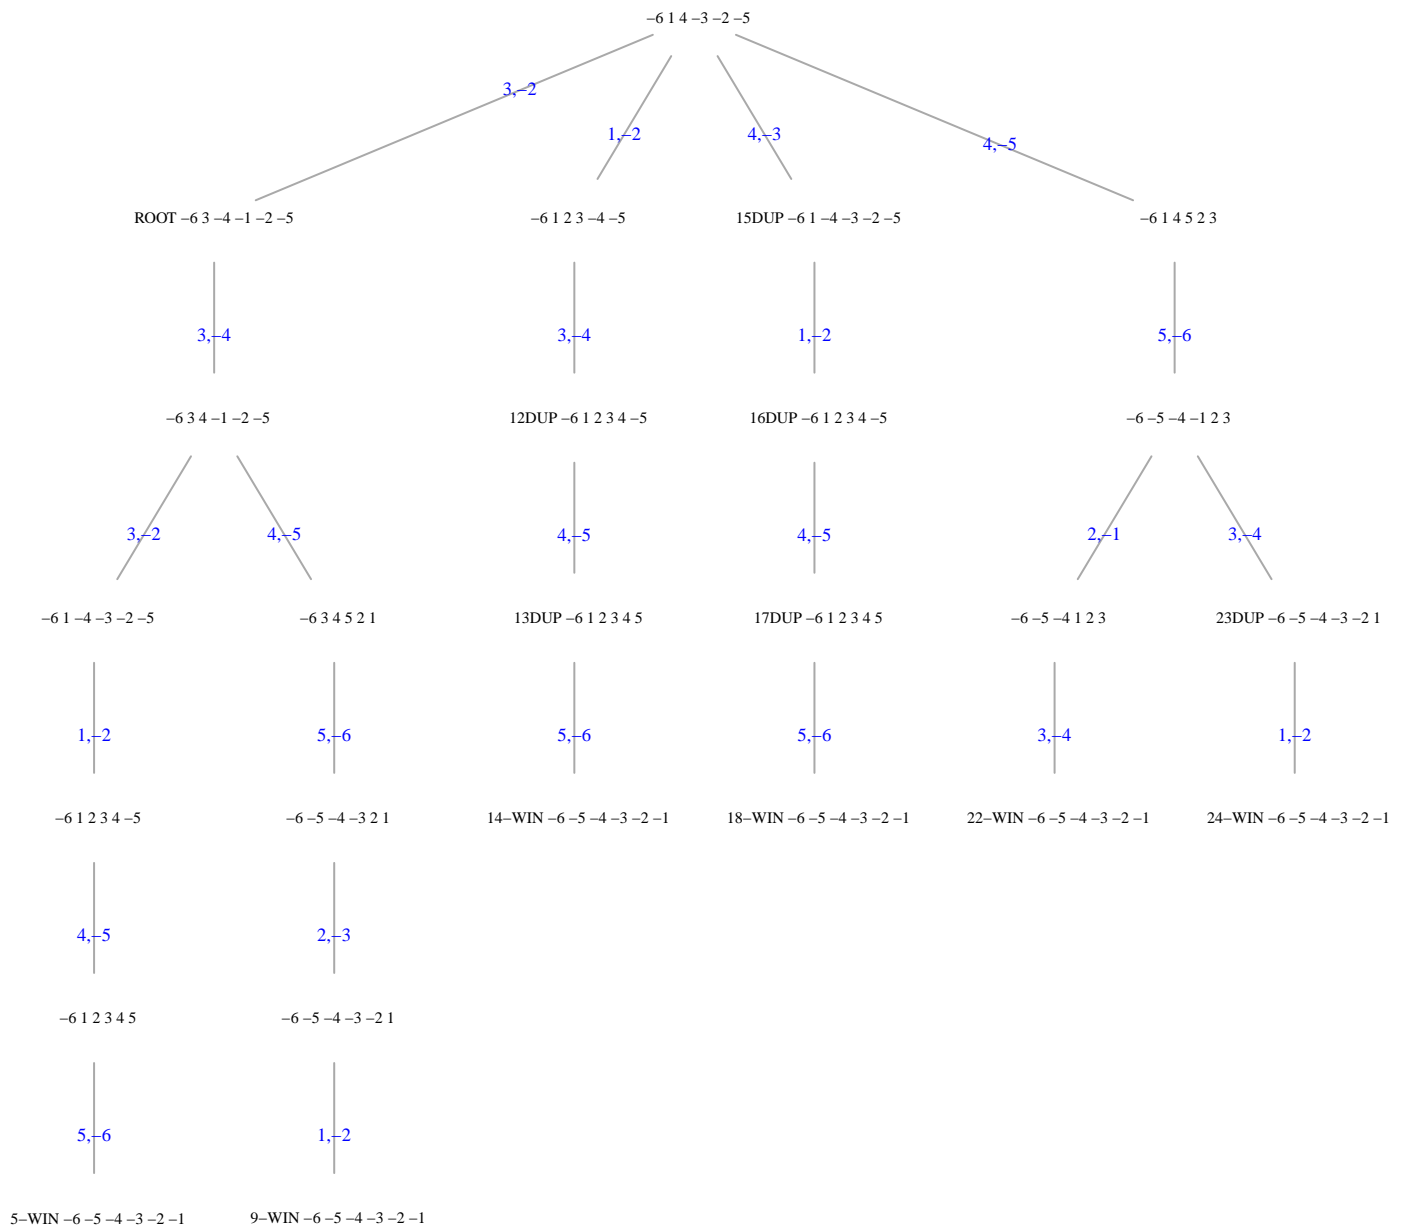 −6 1 4 −3 −2 −5
3,−2
1,−2
4,−3
4,−5
ROOT −6 3 −4 −1 −2 −5
−6 1 2 3 −4 −5
15DUP −6 1 −4 −3 −2 −5
−6 1 4 5 2 3
3,−4
3,−4
1,−2
5,−6
−6 3 4 −1 −2 −5
12DUP −6 1 2 3 4 −5
16DUP −6 1 2 3 4 −5
−6 −5 −4 −1 2 3
3,−2
4,−5
4,−5
4,−5
2,−1
3,−4
−6 1 −4 −3 −2 −5
−6 3 4 5 2 1
13DUP −6 1 2 3 4 5
17DUP −6 1 2 3 4 5
−6 −5 −4 1 2 3
23DUP −6 −5 −4 −3 −2 1
1,−2
5,−6
5,−6
5,−6
3,−4
1,−2
−6 1 2 3 4 −5
−6 −5 −4 −3 2 1
14−WIN −6 −5 −4 −3 −2 −1
18−WIN −6 −5 −4 −3 −2 −1
22−WIN −6 −5 −4 −3 −2 −1
24−WIN −6 −5 −4 −3 −2 −1
4,−5
2,−3
−6 1 2 3 4 5
−6 −5 −4 −3 −2 1
5,−6
1,−2
5−WIN −6 −5 −4 −3 −2 −1
9−WIN −6 −5 −4 −3 −2 −1